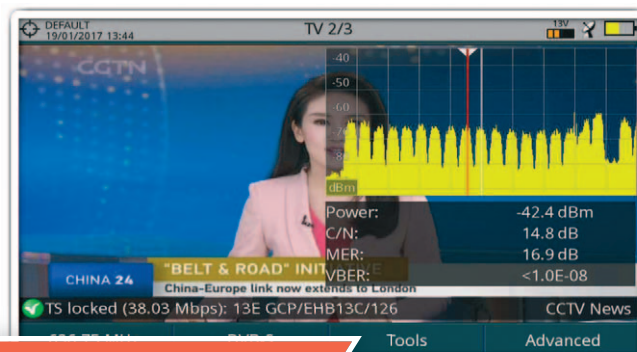 DEFAULT
19/01/2017 13:44
TV 2/3
13V
CGTN
-40
-50
-60
dBm
Power: -42.4 dBm
C/N: 14.8 dB
MER: 16.9 dB
VBER: <1.0E-08
CHINA 24
"BELT & ROAD"
China-Europe link now extends to London
TS locked (38.03 Mbps): 13E GCP/EHB13C/126
CCTV News
Tools
Advanced